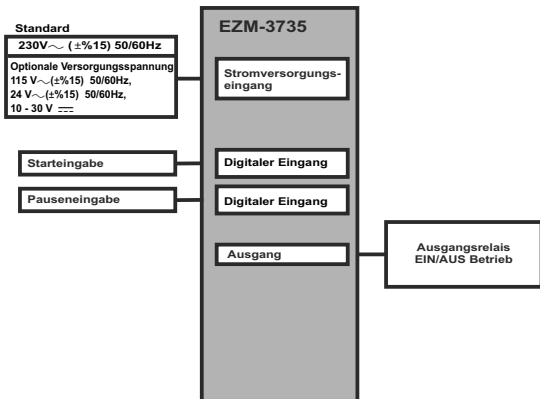 Standard
230V～ (±%15) 50/60Hz
Optionale Versorgungsspannung
115 V～(±%15) 50/60Hz,
24 V～(±%15) 50/60Hz,
10 - 30 V ⎓
EZM-3735
Stromversorgungs-
eingang
Starteingabe
Digitaler Eingang
Pauseneingabe
Digitaler Eingang
Ausgang
Ausgangsrelais
EIN/AUS Betrieb